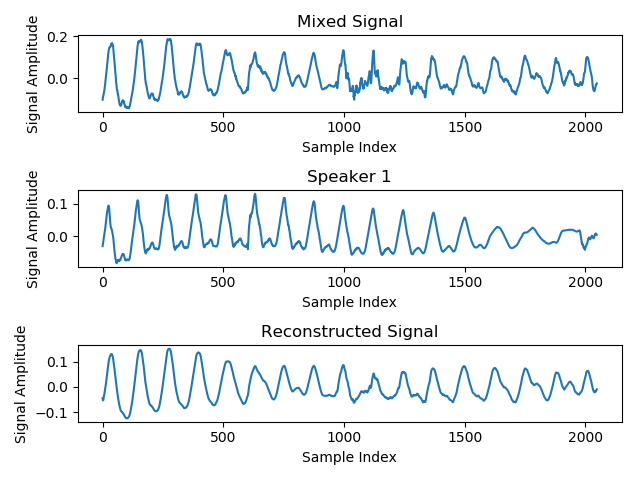 Mixed Signal
Signal Amplitude
0.2
0.0
0 500 1000 1500 2000
Sample Index
Speaker 1
Signal Amplitude
0.1
0.0
0 500 1000 1500 2000
Sample Index
Reconstructed Signal
Signal Amplitude
0.1
0.0
−0.1
0 500 1000 1500 2000
Sample Index